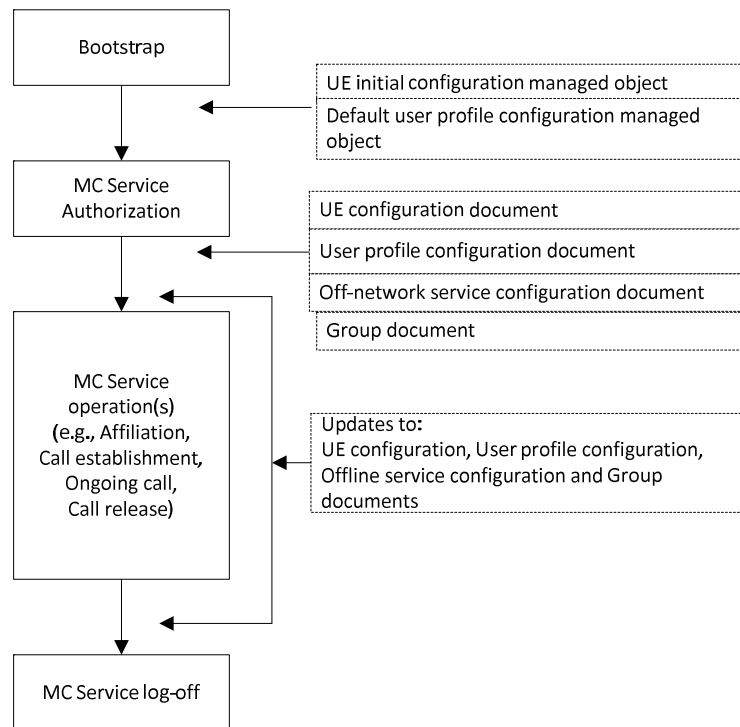 Bootstrap
UE initial configuration managed object
Default user profile configuration managed
object
MC Service
Authorization
UE configuration document
User profile configuration document
Off-network service configuration document
Group document
MC Service
operation(s)
(e.g., Affiliation,
Call establishment,
Ongoing call,
Call release)
Updates to:
UE configuration, User profile configuration,
Offline service configuration and Group
documents
MC Service log-off